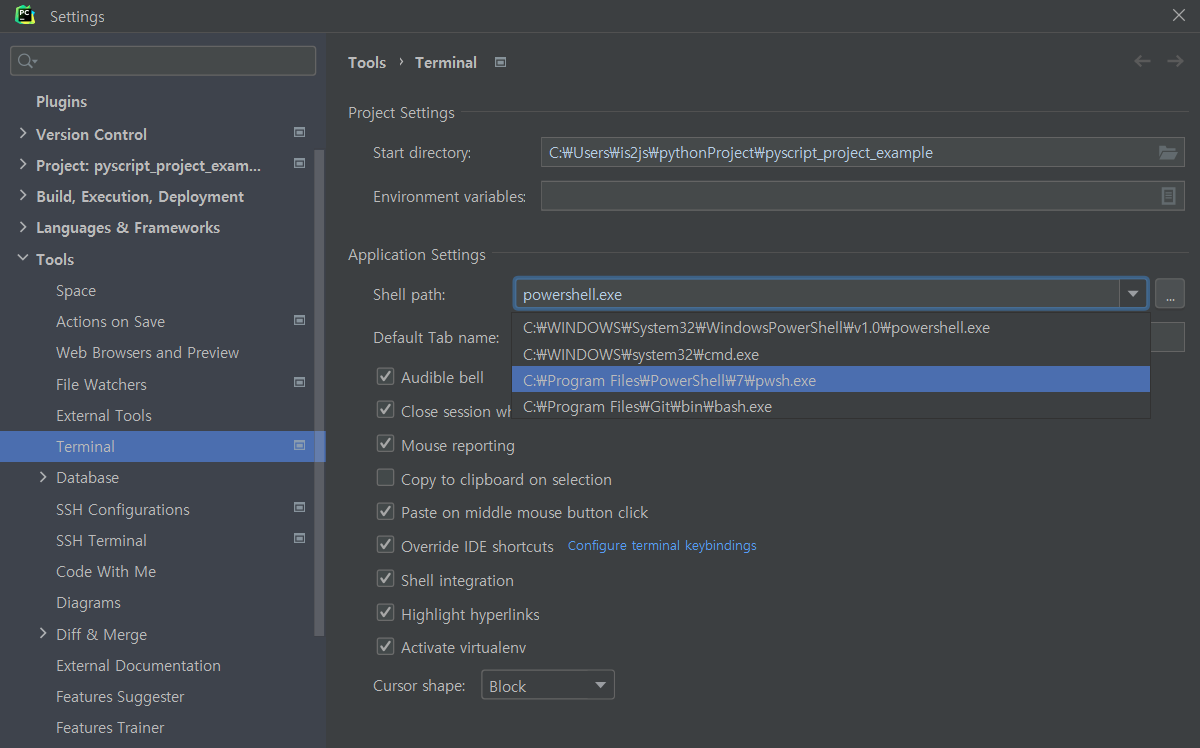 PC
Settings
Plugins
Version Control
Project: pyscript_project_exam...
Build, Execution, Deployment
Languages & Frameworks
Tools
Space
Actions on Save
Web Browsers and Preview
File Watchers
External Tools
Terminal
Database
SSH Configurations
SSH Terminal
Code With Me
Diagrams
Diff & Merge
External Documentation
Features Suggester
Features Trainer
Tools › Terminal
Project Settings
Start directory: C:₩Users₩is2js₩pythonProject₩pyscript_project_example
Environment variables:
Application Settings
Shell path: powershell.exe ...
C:₩WINDOWS₩System32₩WindowsPowerShell₩v1.0₩powershell.exe
Default Tab name:
C:₩WINDOWS₩system32₩cmd.exe
C:₩Program Files₩PowerShell₩7₩pwsh.exe
C:₩Program Files₩Git₩bin₩bash.exe
Audible bell
Close session wh
Mouse reporting
Copy to clipboard on selection
Paste on middle mouse button click
Override IDE shortcuts Configure terminal keybindings
Shell integration
Highlight hyperlinks
Activate virtualenv
Cursor shape: Block